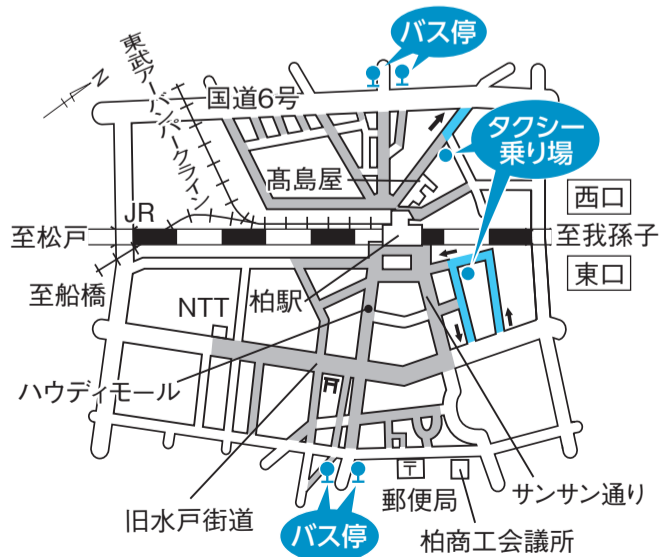 バス停
N
国道6号
東武アーバンパークライン
タクシー
乗り場
髙島屋
西口
JR
至松戸
至我孫子
東口
至船橋
柏駅
NTT
ハウディモール
旧水戸街道
バス停
〒
郵便局
サンサン通り
柏商工会議所